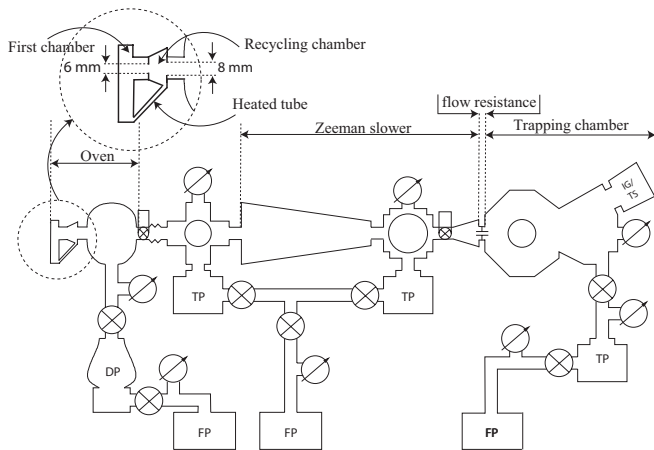 First chamber
Recycling chamber
6 mm
8 mm
Heated tube
flow resistance
Zeeman slower
Trapping chamber
Oven
IG/
TS
TP
TP
DP
TP
FP
FP
FP